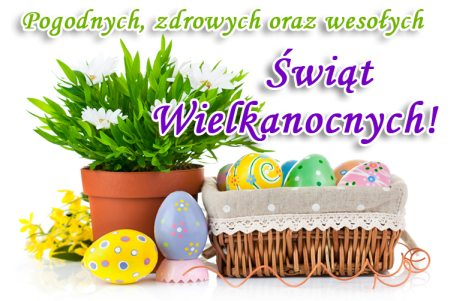 Pogodnych, zdrowych oraz wesołych
Świąt
Wielkanocnych!